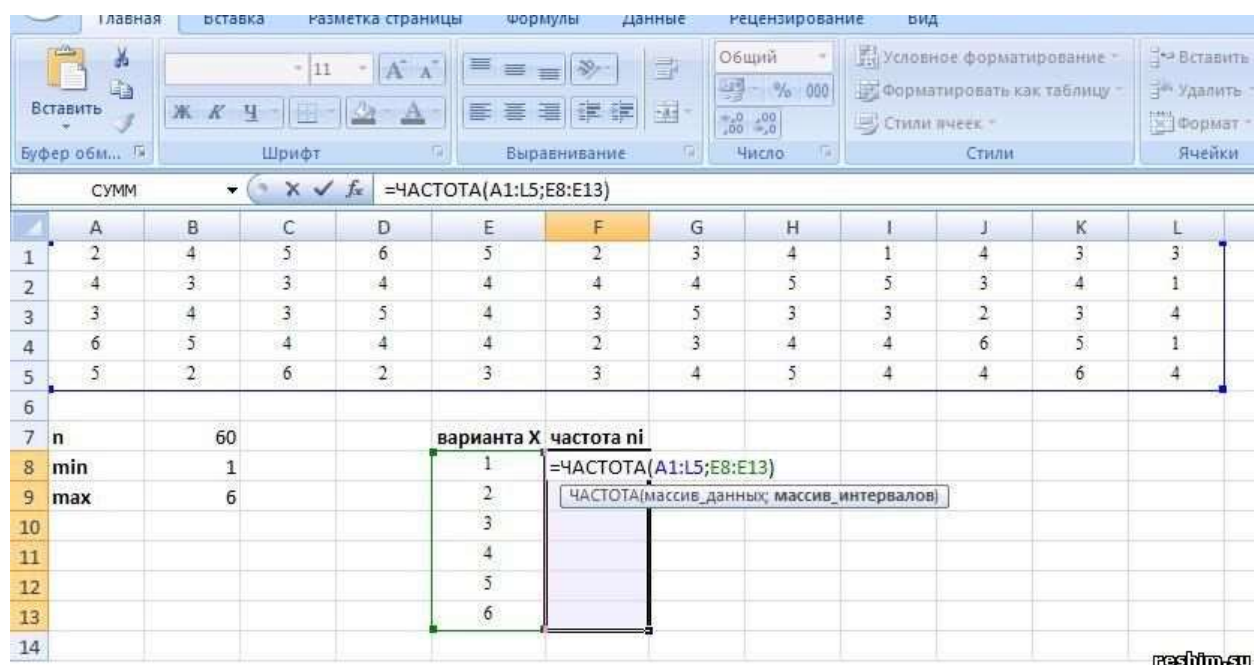 Главная Вставка Разметка страницы Формулы Данные Рецензирование Вид
11 А А Общий Условное форматирование Вставить
Вставить Ж К Ч А % 000 Форматировать как таблицу Удалить
,00 ,00 ,0 Стили ячеек Формат
Буфер обм... Шрифт Выравнивание Число Стили Ячейки
СУММ fx =ЧАСТОТА(A1:L5;E8:E13)
A B C D E F G H I J K L
1 2 4 5 6 5 2 3 4 1 4 3 3
2 4 3 3 4 4 4 4 5 5 3 4 1
3 3 4 3 5 4 3 5 3 3 2 3 4
4 6 5 4 4 4 2 3 4 4 6 5 1
5 5 2 6 2 3 3 4 5 4 4 6 4
6
7 n 60 варианта X частота ni
8 min 1 1 =ЧАСТОТА(A1:L5;E8:E13)
9 max 6 2 ЧАСТОТА(массив_данных; массив_интервалов)
10 3
11 4
12 5
13 6
14
reshim.su